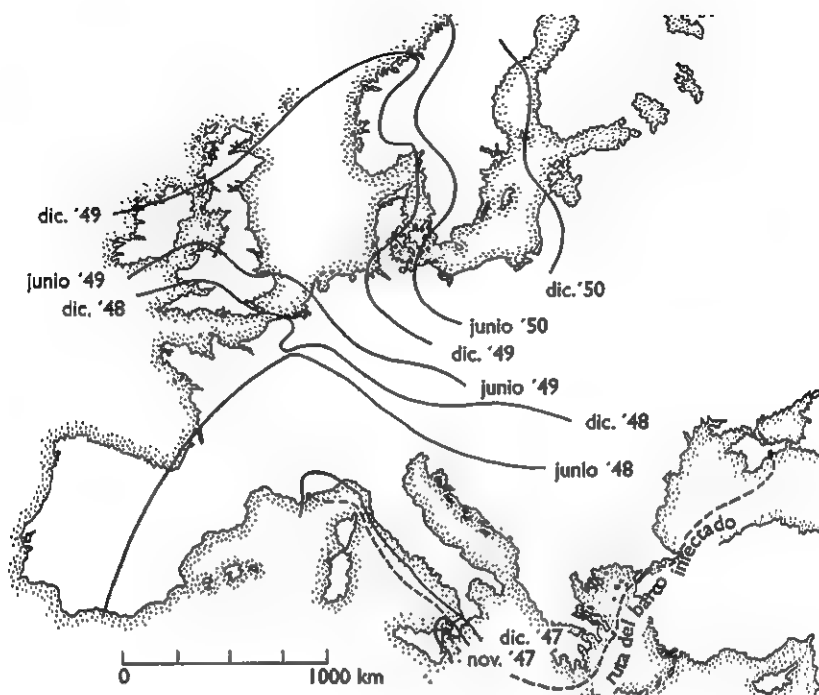 dic. '49
junio '49
dic. '48
dic. '50
junio '50
dic. '49
junio '49
dic. '48
junio '48
ruta del barco infectado
dic. '47
nov. '47
0 1000 km